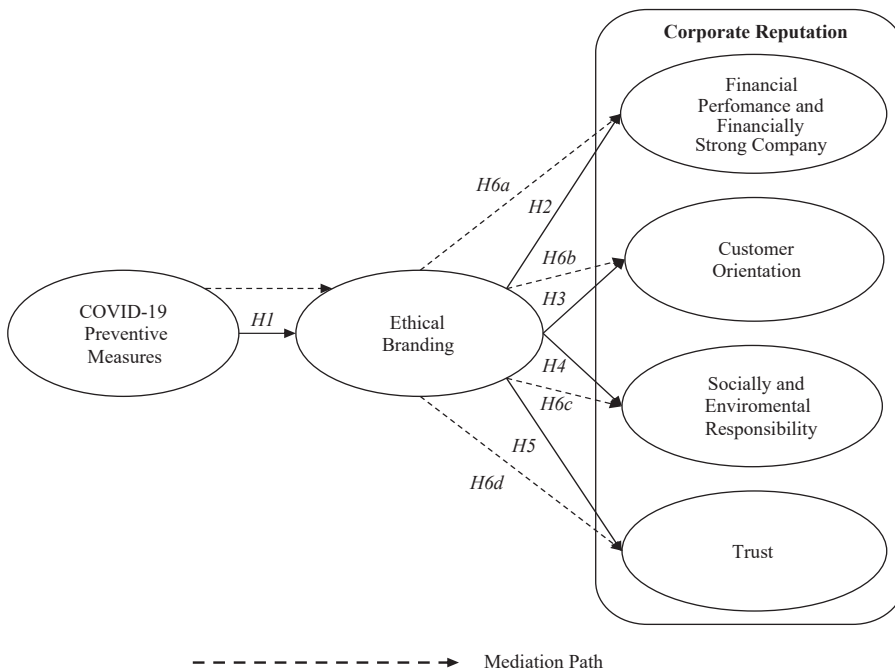 Corporate Reputation
Financial
Perfomance and
Financially
Strong Company
H6a
H2
H6b
Customer
Orientation
H3
COVID-19
Preventive
Measures
H1
Ethical
Branding
H4
Socially and
Enviromental
Responsibility
H6c
H5
H6d
Trust
Mediation Path